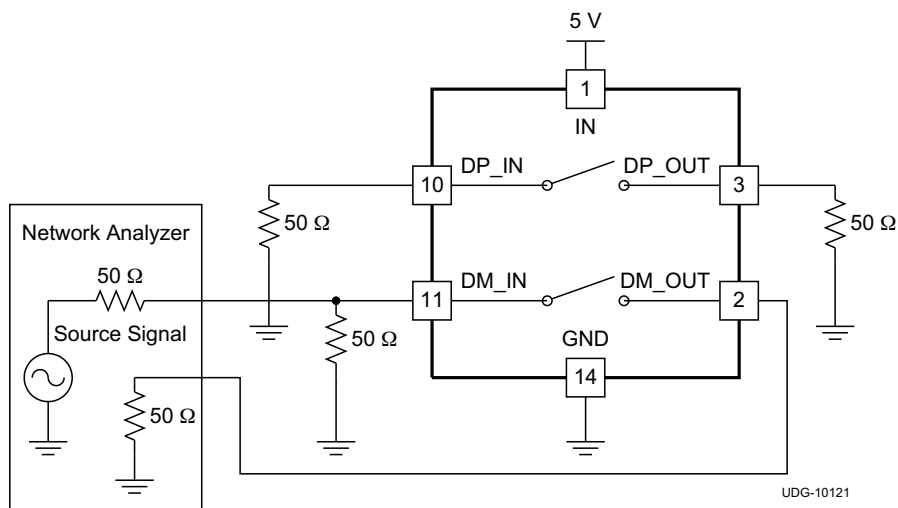 5 V
1
IN
DP_IN
DP_OUT
10
3
50 Ω
50 Ω
Network Analyzer
50 Ω
DM_IN
DM_OUT
11
2
Source Signal
50 Ω
GND
14
50 Ω
UDG-10121